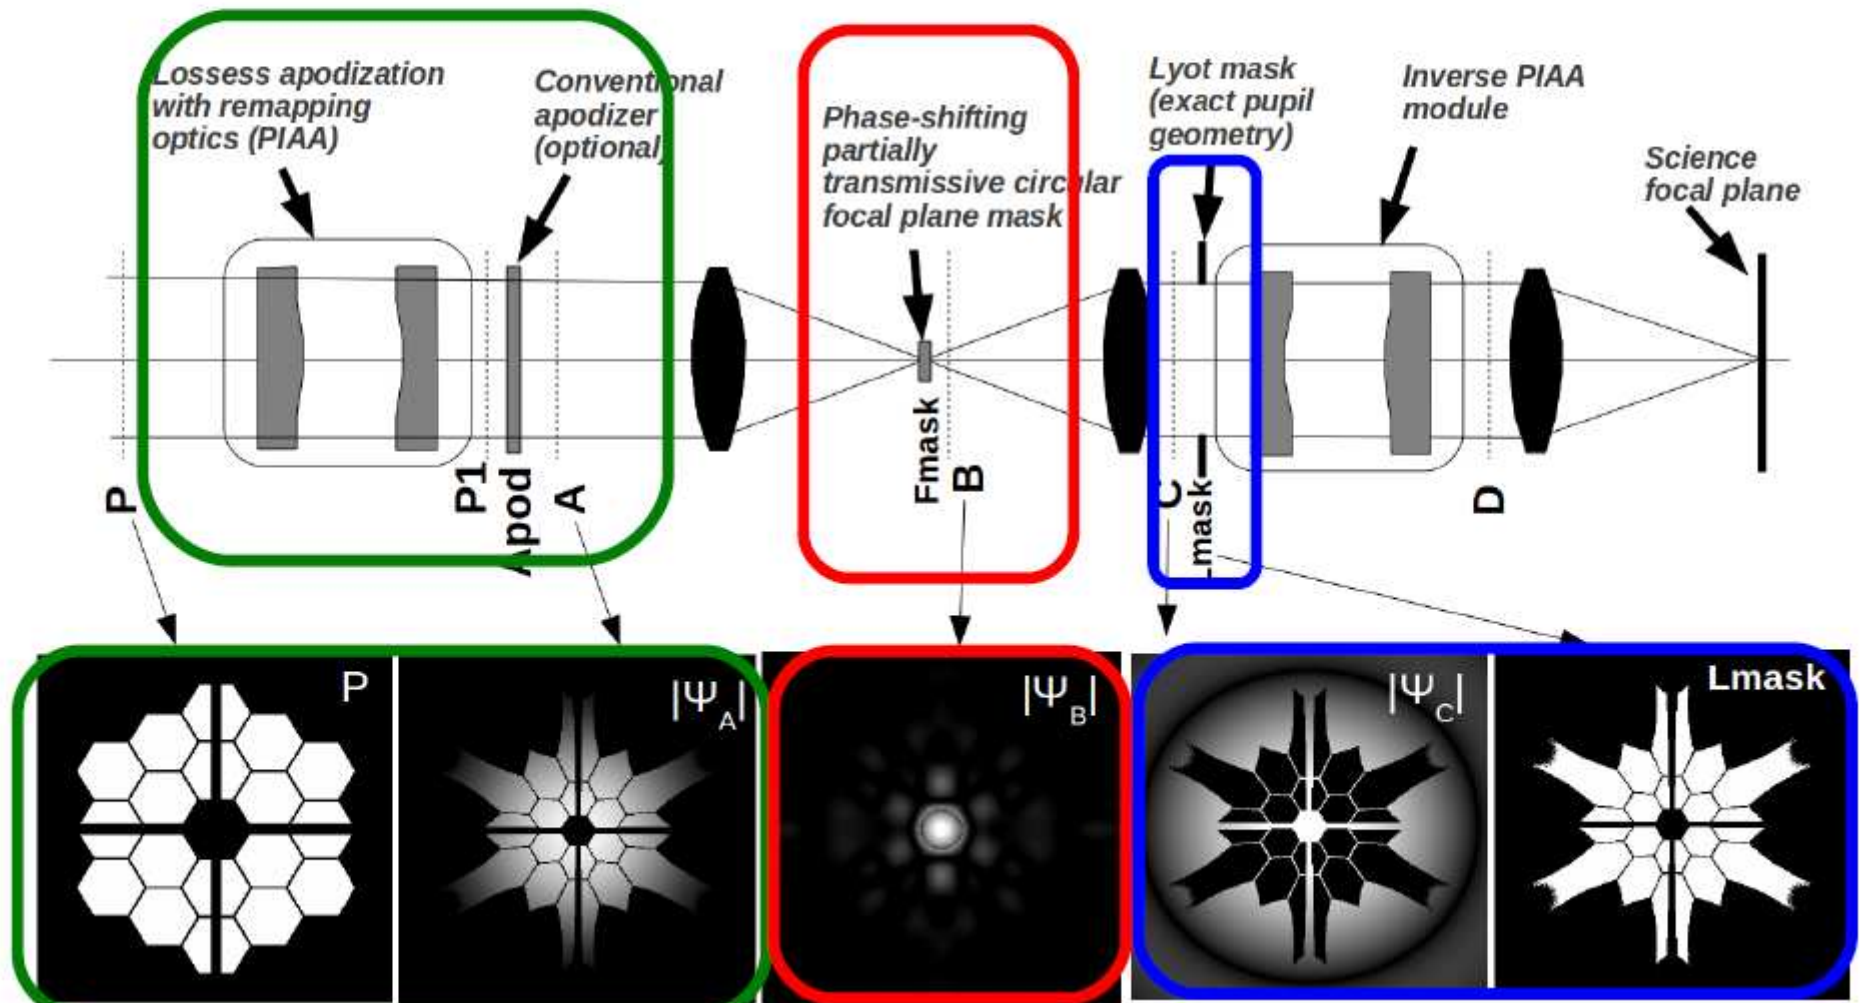 Lossess apodization
with remapping
optics (PIAA)
Conventional
apodizer
(optional)
Phase-shifting
partially
transmissive circular
focal plane mask
Lyot mask
(exact pupil
geometry)
Inverse PIAA
module
Science
focal plane
P
P1
Apod
A
Fmask
B
C
Lmask
D
P
|Ψ_A|
|Ψ_B|
|Ψ_C|
Lmask